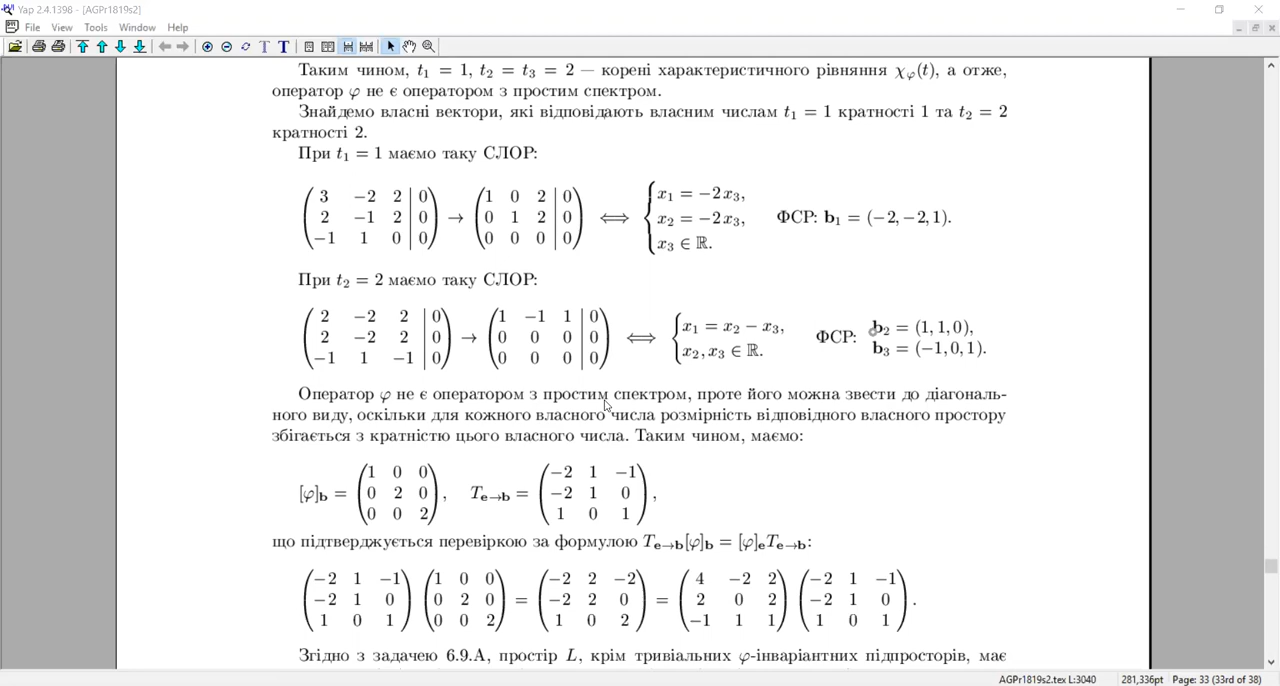 Yap 2.4.1398 - [AGPr1819s2]
File View Tools Window Help
Таким чином, t₁ = 1, t₂ = t₃ = 2 — корені характеристичного рівняння χ_φ(t), а отже,
оператор φ не є оператором з простим спектром.
Знайдемо власні вектори, які відповідають власним числам t₁ = 1 кратності 1 та t₂ = 2
кратності 2.
При t₁ = 1 маємо таку СЛОР:
( 3 −2 2 | 0 ) ( 1 0 2 | 0 ) { x₁ = −2x₃,
( 2 −1 2 | 0 ) → ( 0 1 2 | 0 ) ⟺ { x₂ = −2x₃, ФСР: b₁ = (−2, −2, 1).
( −1 1 0 | 0 ) ( 0 0 0 | 0 ) { x₃ ∈ ℝ.
При t₂ = 2 маємо таку СЛОР:
( 2 −2 2 | 0 ) ( 1 −1 1 | 0 ) { x₁ = x₂ − x₃, b₂ = (1, 1, 0),
( 2 −2 2 | 0 ) → ( 0 0 0 | 0 ) ⟺ ФСР:
( −1 1 −1 | 0 ) ( 0 0 0 | 0 ) { x₂, x₃ ∈ ℝ. b₃ = (−1, 0, 1).
Оператор φ не є оператором з простим спектром, проте його можна звести до діагональ-
ного виду, оскільки для кожного власного числа розмірність відповідного власного простору
збігається з кратністю цього власного числа. Таким чином, маємо:
( 1 0 0 ) ( −2 1 −1 )
[φ]_b = ( 0 2 0 ), T_e→b = ( −2 1 0 ),
( 0 0 2 ) ( 1 0 1 )
що підтверджується перевіркою за формулою T_e→b[φ]_b = [φ]_eT_e→b:
( −2 1 −1 ) ( 1 0 0 ) ( −2 2 −2 ) ( 4 −2 2 ) ( −2 1 −1 )
( −2 1 0 ) ( 0 2 0 ) = ( −2 2 0 ) = ( 2 0 2 ) ( −2 1 0 ).
( 1 0 1 ) ( 0 0 2 ) ( 1 0 2 ) ( −1 1 1 ) ( 1 0 1 )
Згідно з задачею 6.9.A, простір L, крім тривіальних φ-інваріантних підпросторів, має
AGPr1819s2.tex L:3040 281,336pt Page: 33 (33rd of 38)